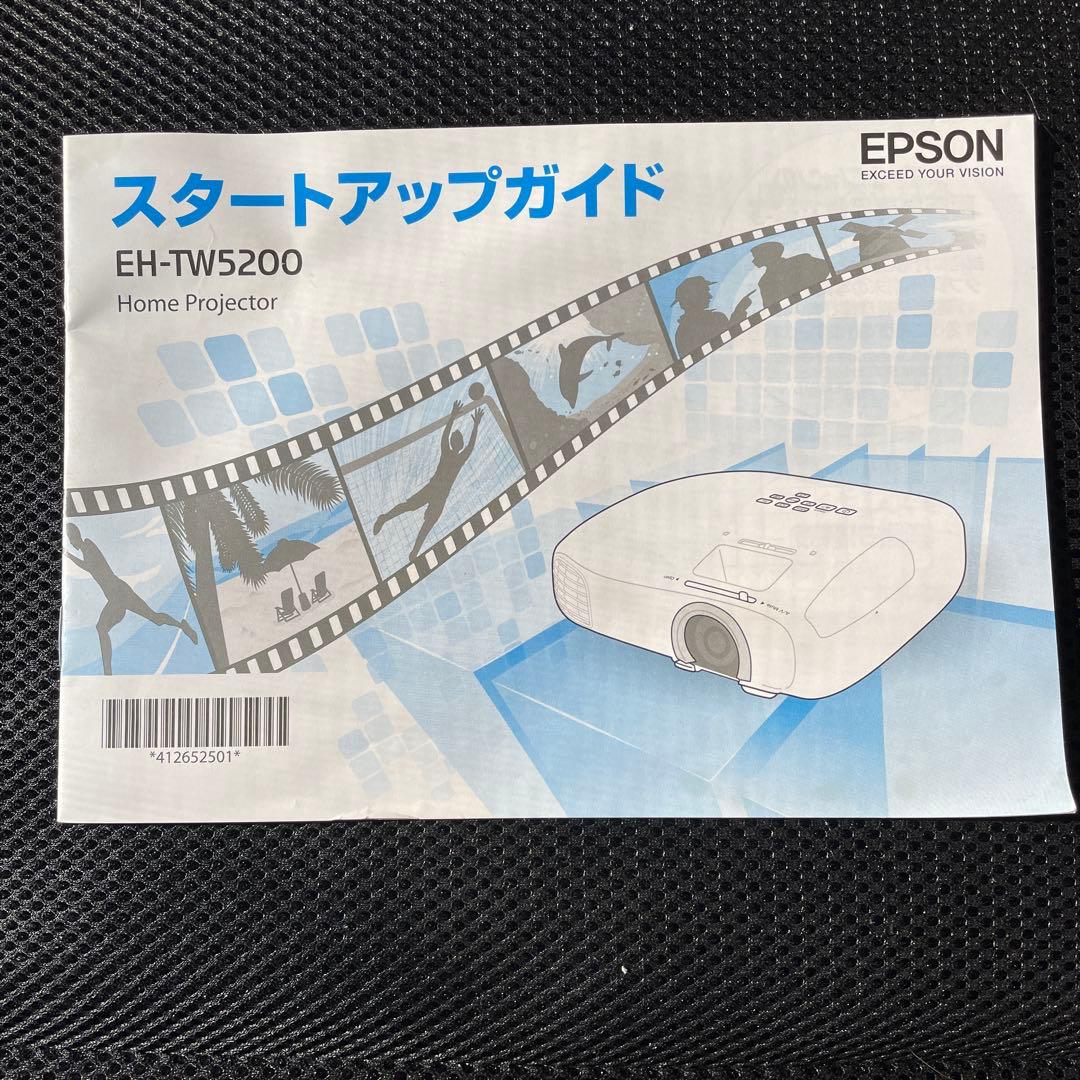 EPSON
EXCEED YOUR VISION
スタートアップガイド
EH-TW5200
Home Projector
*412652501*